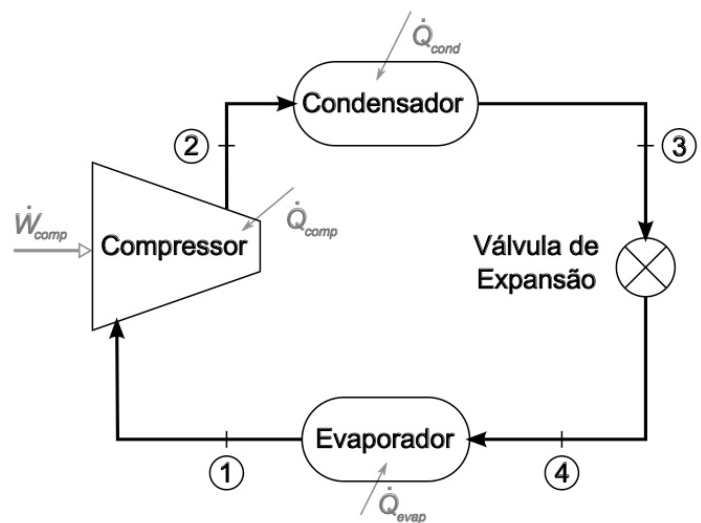 Q̇cond
Condensador
2
3
Ẇcomp
Compressor
Q̇comp
Válvula de
Expansão
Evaporador
1
4
Q̇evap